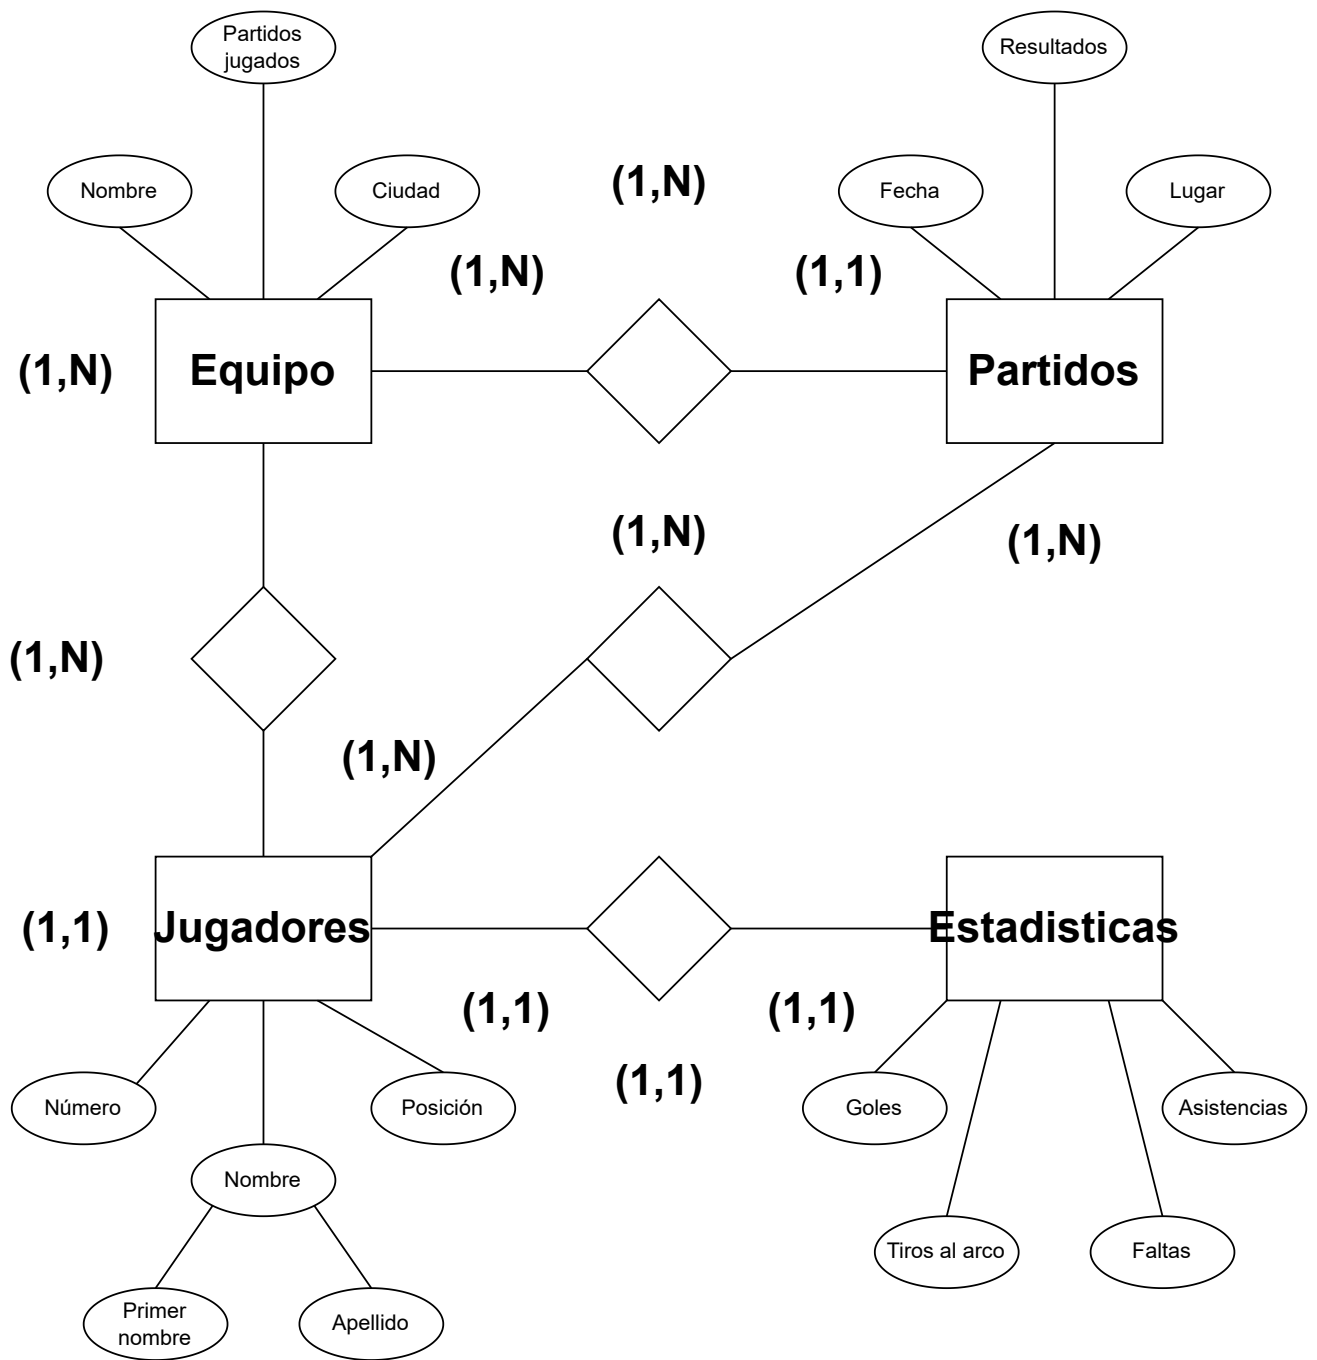 Partidos
jugados
Resultados
Nombre
Ciudad
(1,N)
Fecha
Lugar
(1,N)
(1,1)
(1,N)
Equipo
Partidos
(1,N)
(1,N)
(1,N)
(1,N)
(1,1)
Jugadores
Estadisticas
(1,1)
(1,1)
(1,1)
Número
Posición
Goles
Asistencias
Nombre
Tiros al arco
Faltas
Primer
nombre
Apellido